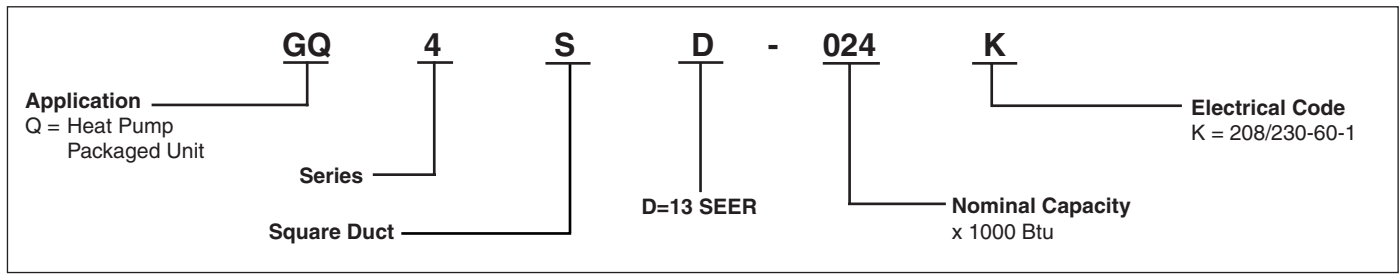 GQ 4 S D - 024 K
Application
Q = Heat Pump
Packaged Unit
Series
Square Duct
D=13 SEER
Nominal Capacity
x 1000 Btu
Electrical Code
K = 208/230-60-1